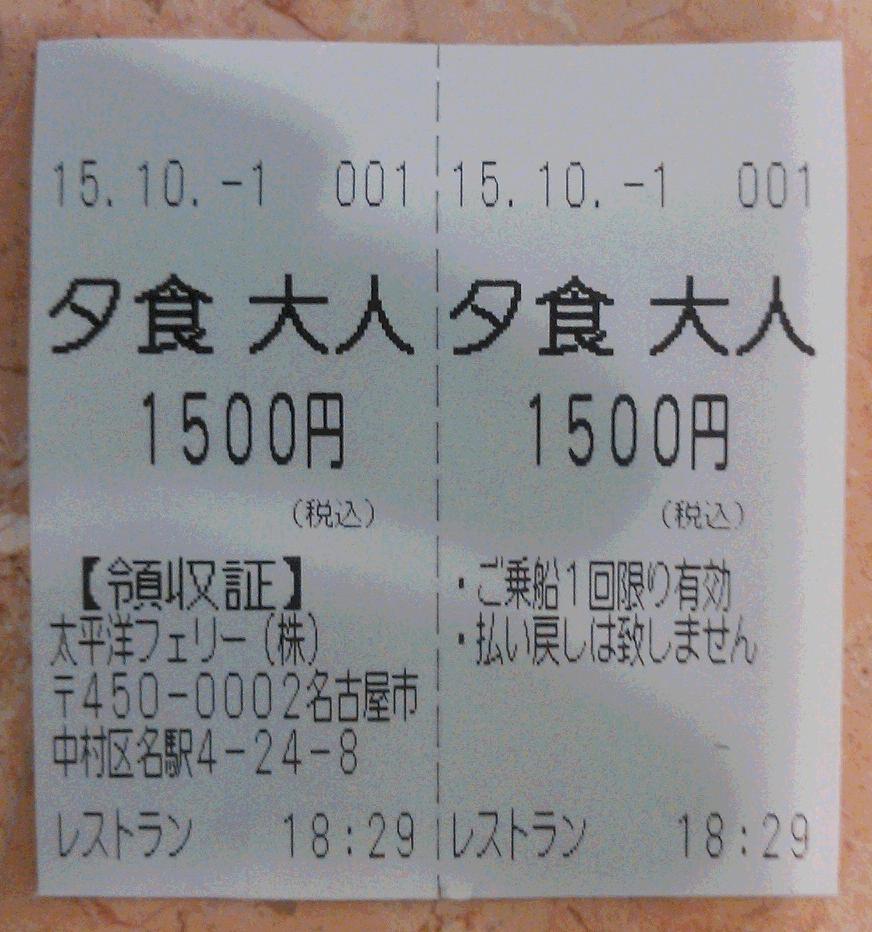 15.10.-1 001
夕食 大人
1500円
(税込)
【領収証】
太平洋フェリー(株)
〒450-0002名古屋市
中村区名駅4-24-8
レストラン 18:29
15.10.-1 001
夕食 大人
1500円
(税込)
・ご乗船1回限り有効
・払い戻しは致しません
レストラン 18:29